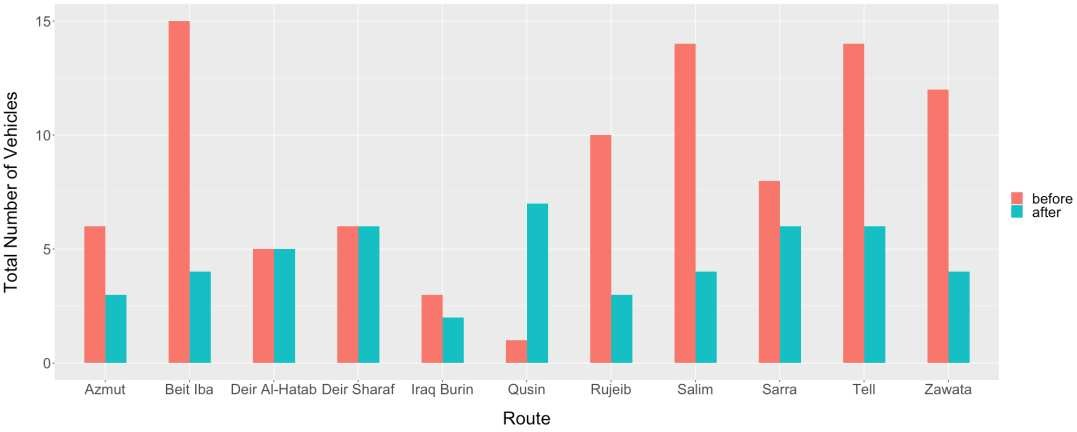 Total Number of Vehicles
15
10
5
0
Azmut Beit Iba Deir Al-Hatab Deir Sharaf Iraq Burin Qusin Rujeib Salim Sarra Tell Zawata
Route
before
after